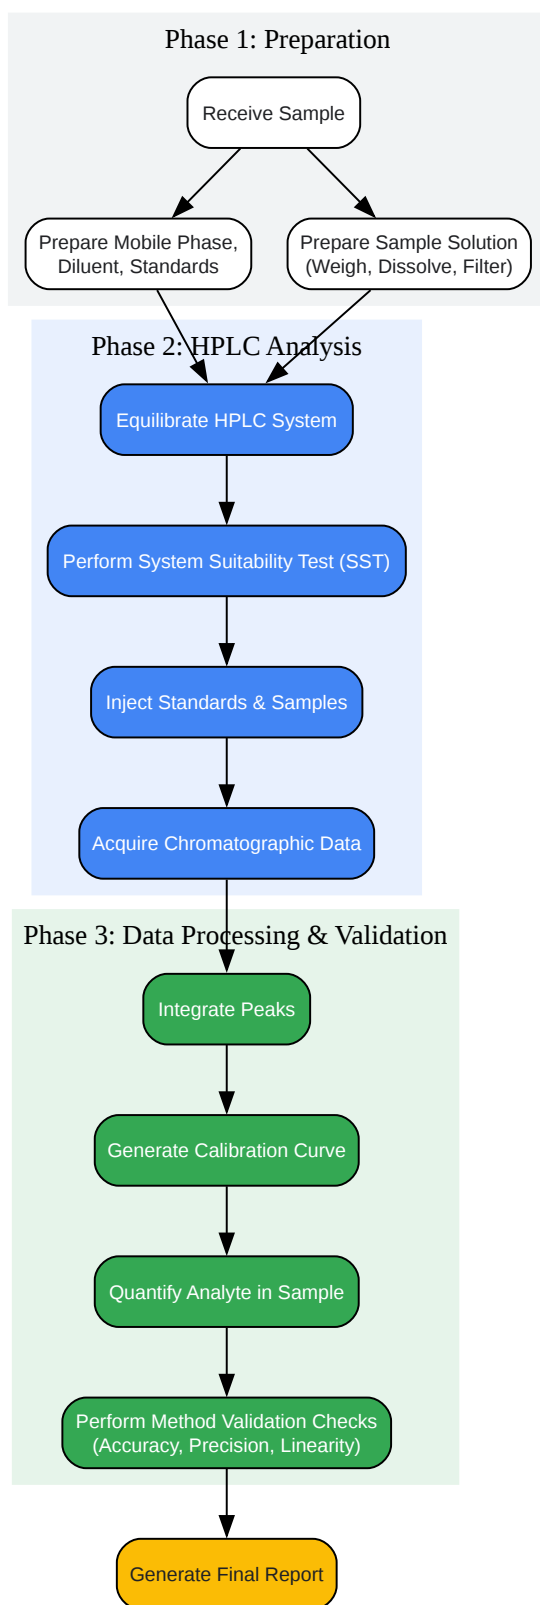 Phase 1: Preparation
Receive Sample
Prepare Mobile Phase,
Diluent, Standards
Prepare Sample Solution
(Weigh, Dissolve, Filter)
Phase 2: HPLC Analysis
Equilibrate HPLC System
Perform System Suitability Test (SST)
Inject Standards & Samples
Acquire Chromatographic Data
Phase 3: Data Processing & Validation
Integrate Peaks
Generate Calibration Curve
Quantify Analyte in Sample
Perform Method Validation Checks
(Accuracy, Precision, Linearity)
Generate Final Report